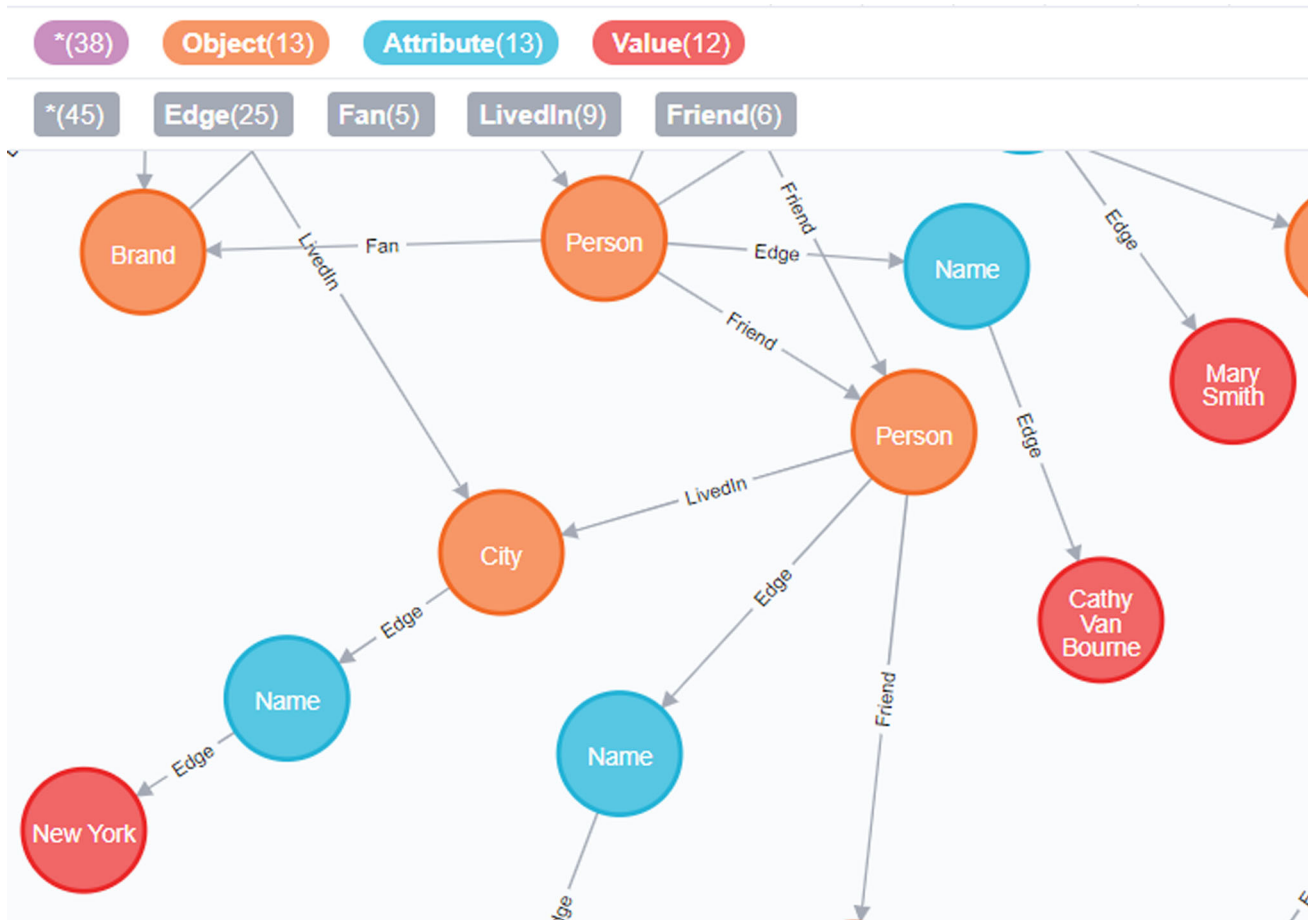 *(38) Object(13) Attribute(13) Value(12)
*(45) Edge(25) Fan(5) LivedIn(9) Friend(6)
Friend
Edge
Brand
Fan
LivedIn
Person
Edge
Name
Friend
Mary
Smith
Person
Edge
LivedIn
City
Edge
Cathy
Van
Bourne
Edge
Friend
Name
Name
Edge
New York